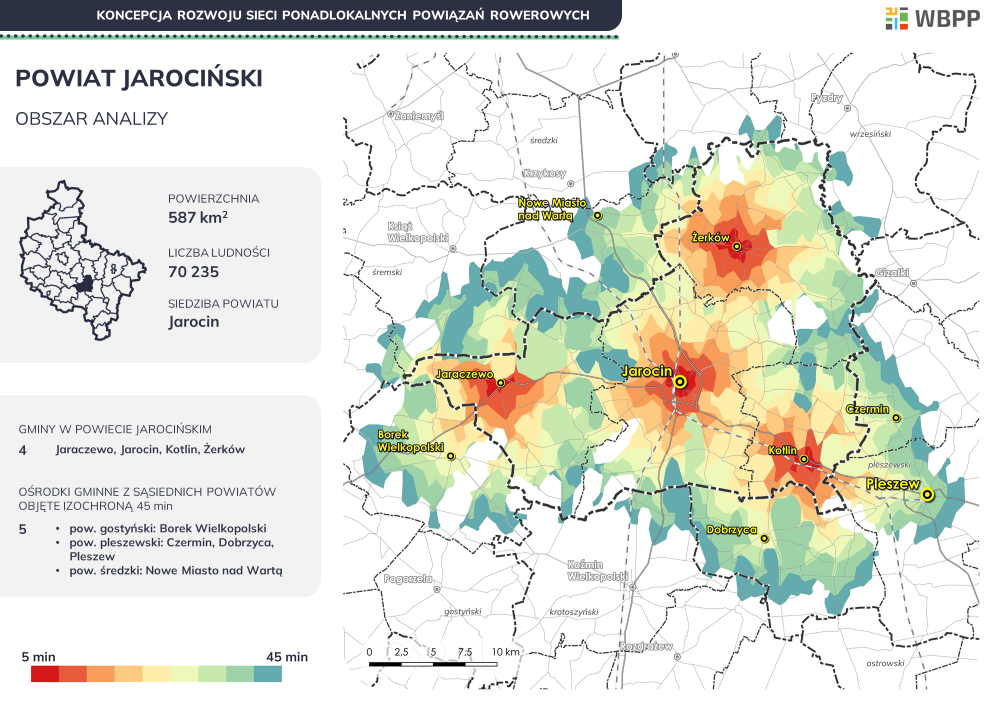 KONCEPCJA ROZWOJU SIECI PONADLOKALNYCH POWIĄZAŃ ROWEROWYCH
WBPP
POWIAT JAROCIŃSKI
OBSZAR ANALIZY
POWIERZCHNIA
587 km²
LICZBA LUDNOŚCI
70 235
SIEDZIBA POWIATU
Jarocin
GMINY W POWIECIE JAROCIŃSKIM
4 Jaraczewo, Jarocin, Kotlin, Żerków
OŚRODKI GMINNE Z SĄSIEDNICH POWIATÓW
OBJĘTE IZOCHRONĄ 45 min
5 • pow. gostyński: Borek Wielkopolski
• pow. pleszewski: Czermin, Dobrzyca,
Pleszew
• pow. średzki: Nowe Miasto nad Wartą
5 min 45 min
Zaniemyśl
Pyzdry
średzki
wrzesiński
Krzykosy
Nowe Miasto
nad Wartą
Książ
Wielkopolski
Żerków
śremski
Gizałki
Jaraczewo
Jarocin
Czermin
Borek
Wielkopolski
Kotlin
pleszewski
Pleszew
Dobrzyca
Koźmin
Wielkopolski
Pogorzela
gostyński
krotoszyński
Rozdrażew
ostrowski
0 2,5 5 7,5 10 km